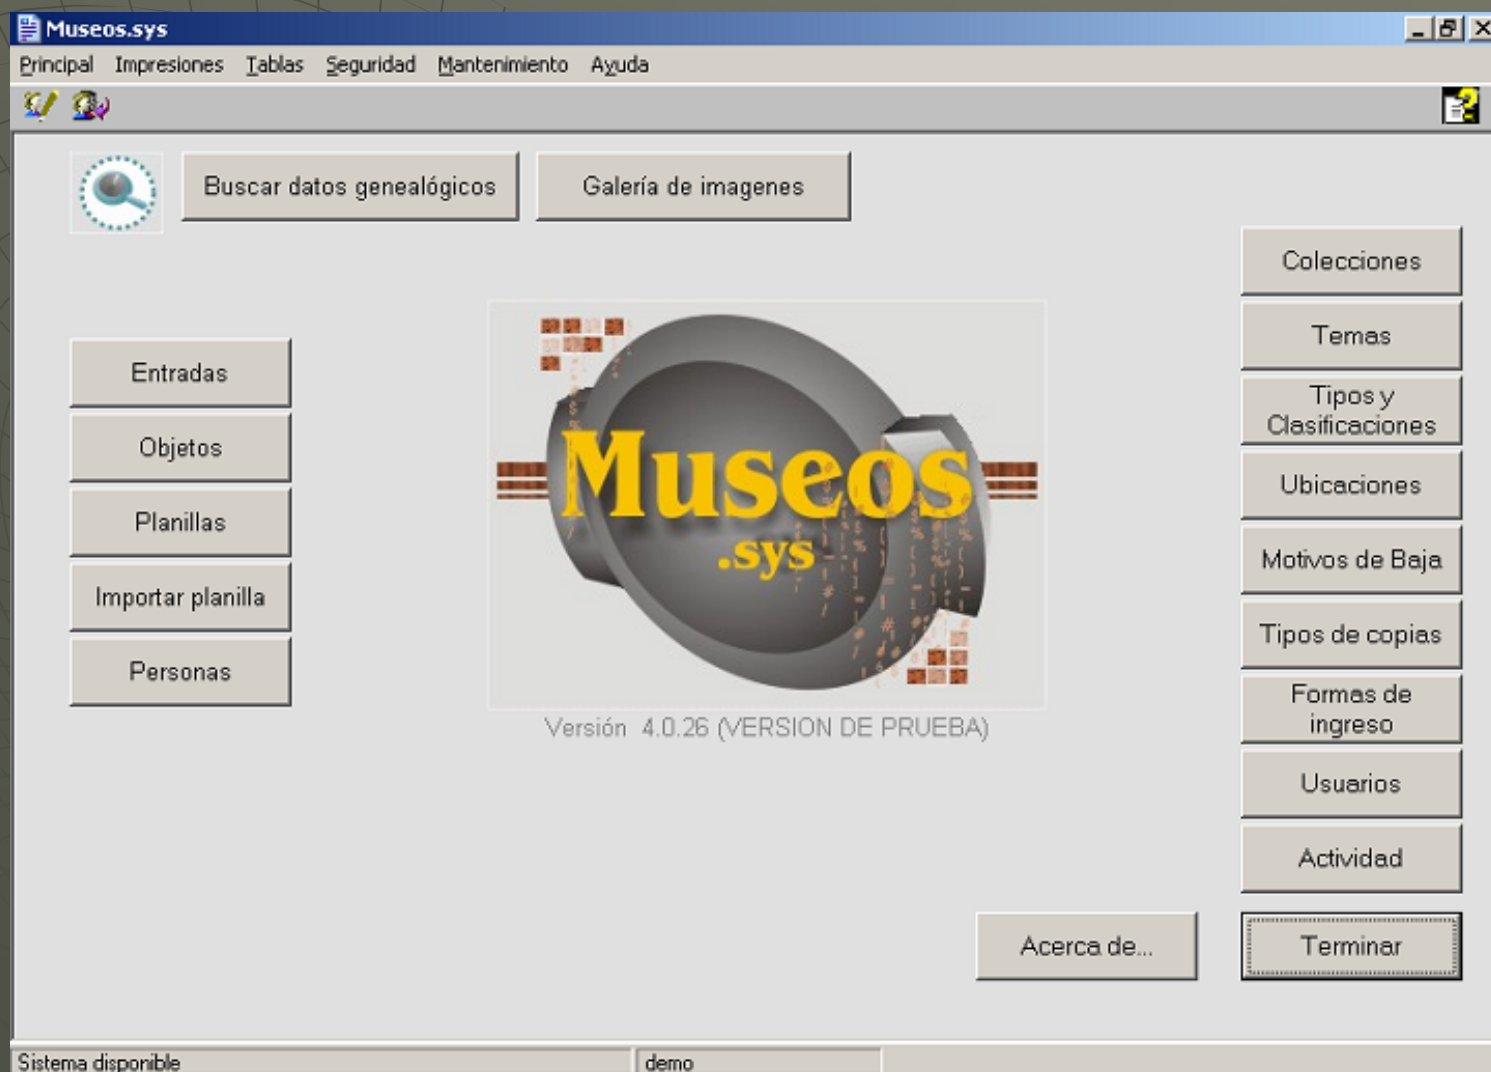 Museos.sys
Principal Impresiones Tablas Seguridad Mantenimiento Ayuda
Buscar datos genealógicos
Galería de imagenes
Entradas
Objetos
Planillas
Importar planilla
Personas
Museos
.sys
Versión 4.0.26 (VERSION DE PRUEBA)
Colecciones
Temas
Tipos y
Clasificaciones
Ubicaciones
Motivos de Baja
Tipos de copias
Formas de
ingreso
Usuarios
Actividad
Acerca de...
Terminar
Sistema disponible
demo